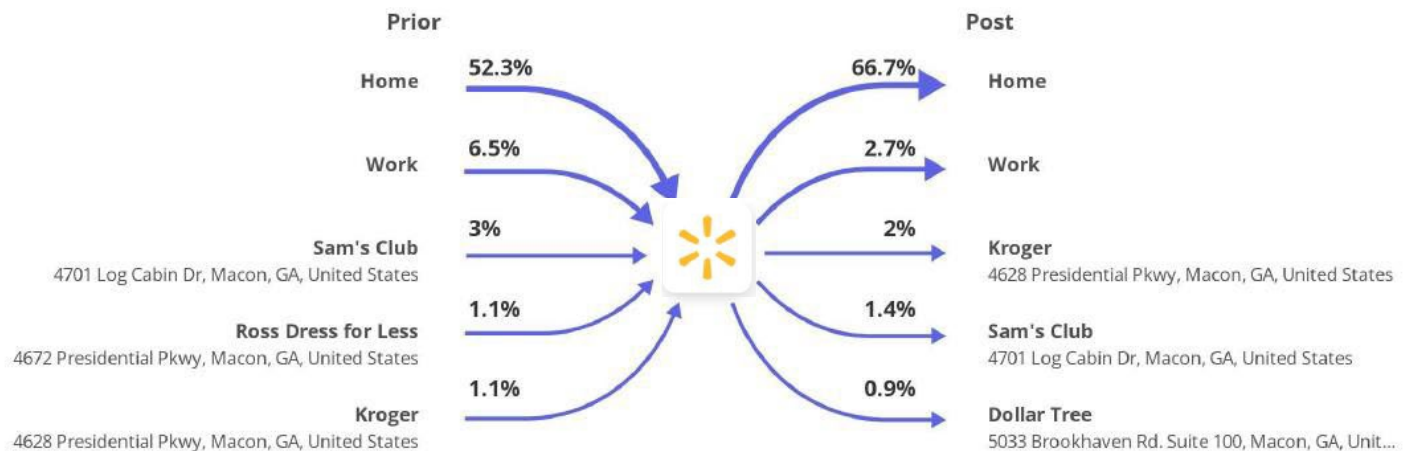 Prior
Home
52.3%
Work
6.5%
Sam's Club
4701 Log Cabin Dr, Macon, GA, United States
3%
Ross Dress for Less
4672 Presidential Pkwy, Macon, GA, United States
1.1%
Kroger
4628 Presidential Pkwy, Macon, GA, United States
1.1%
Post
66.7%
Home
2.7%
Work
2%
Kroger
4628 Presidential Pkwy, Macon, GA, United States
1.4%
Sam's Club
4701 Log Cabin Dr, Macon, GA, United States
0.9%
Dollar Tree
5033 Brookhaven Rd. Suite 100, Macon, GA, Unit...